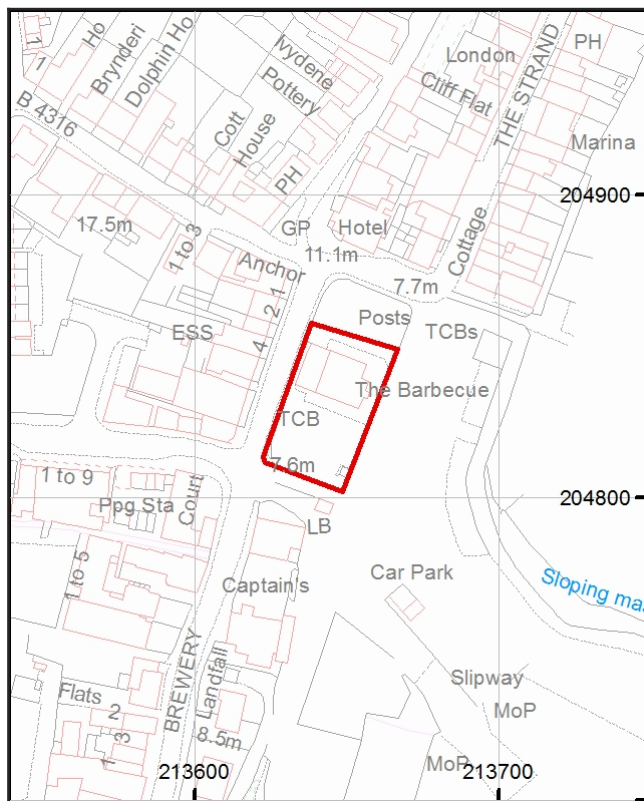 Ho
1
1
Brynderi
Dolphin Ho
Ivydene
Pottery
London
Cliff Flat
THE STRAND
PH
B 4316
Cott
House
PH
Marina
204900
17.5m
1 to 3
GP
Hotel
11.1m
Cottage
Anchor
7.7m
1
2
4
ESS
Posts
TCBs
The Barbecue
TCB
7.6m
1 to 9
Ppg Sta
Court
204800
LB
1 to 5
Captain's
Car Park
Sloping mas
BREWERY
Landfall
Slipway
MoP
Flats
2
3
1
8.5m
MoP
213600
213700